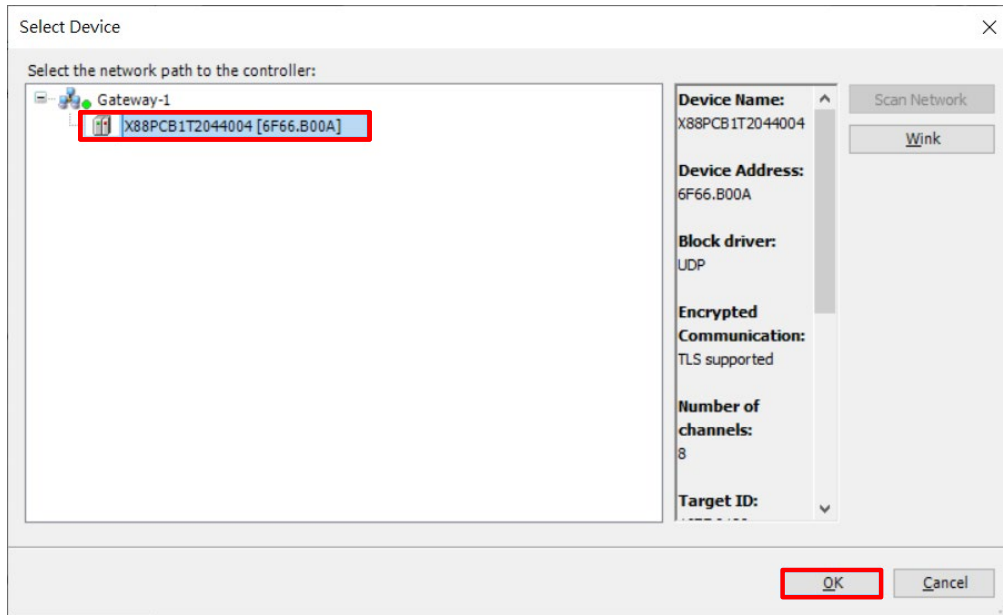 Select Device
Select the network path to the controller:
Gateway-1
X88PCB1T2044004 [6F66.B00A]
Device Name:
X88PCB1T2044004
Device Address:
6F66.B00A
Block driver:
UDP
Encrypted
Communication:
TLS supported
Number of
channels:
8
Target ID:
Scan Network
Wink
OK
Cancel